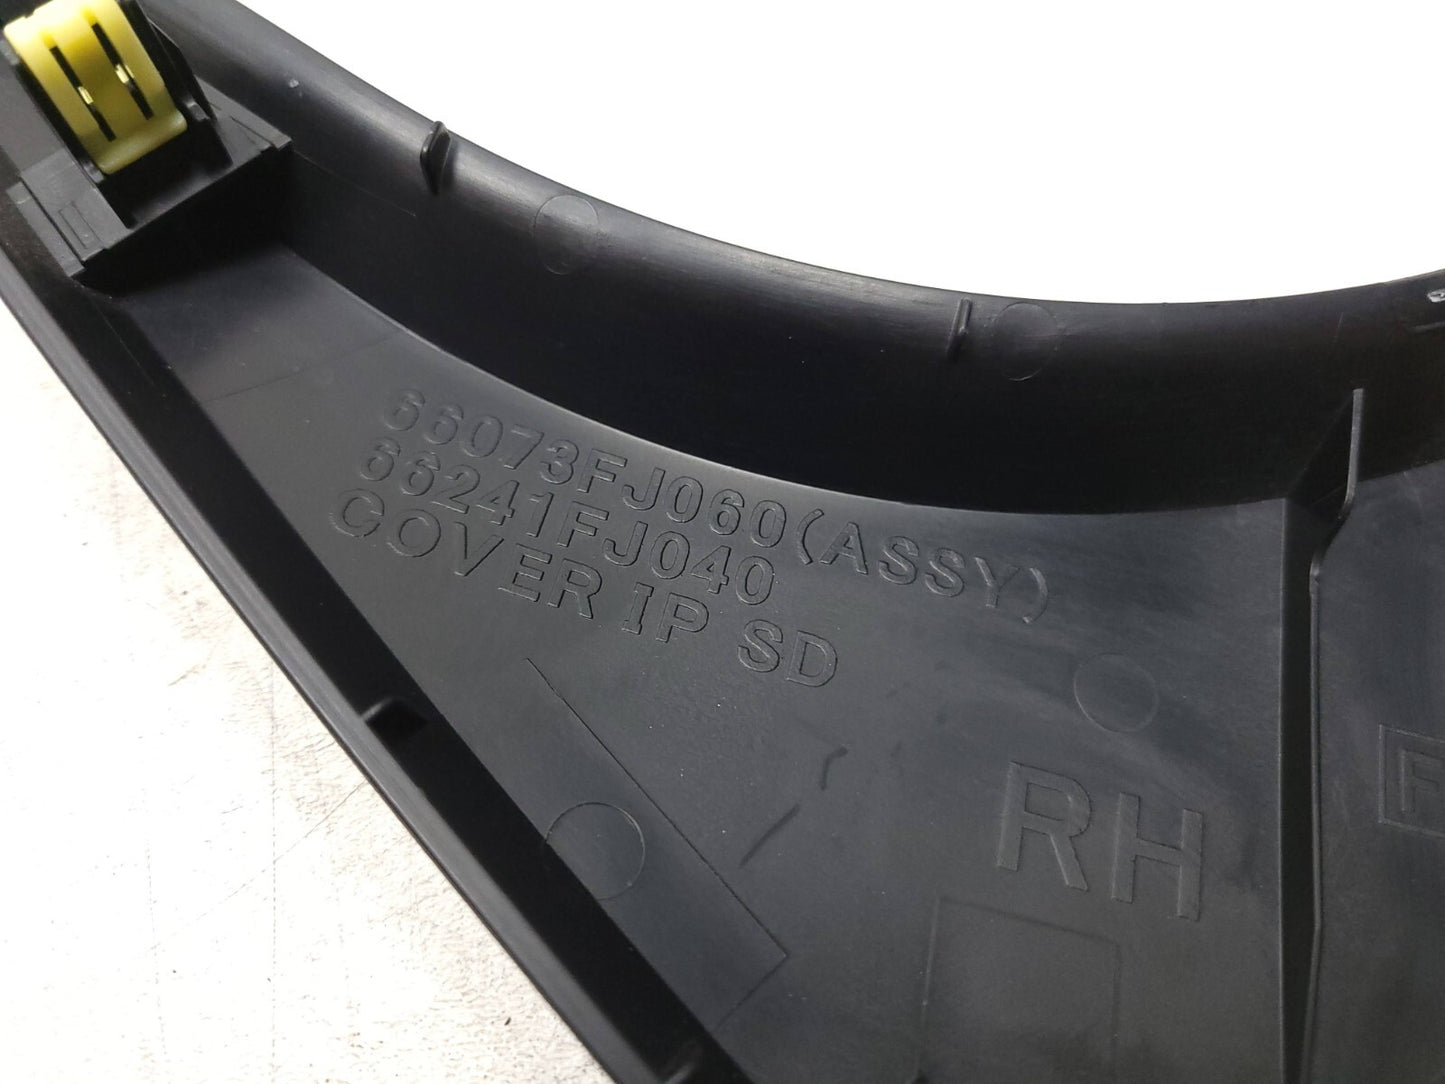 66073FJ060(ASSY)
66241FJ040
COVER IP SD
RH